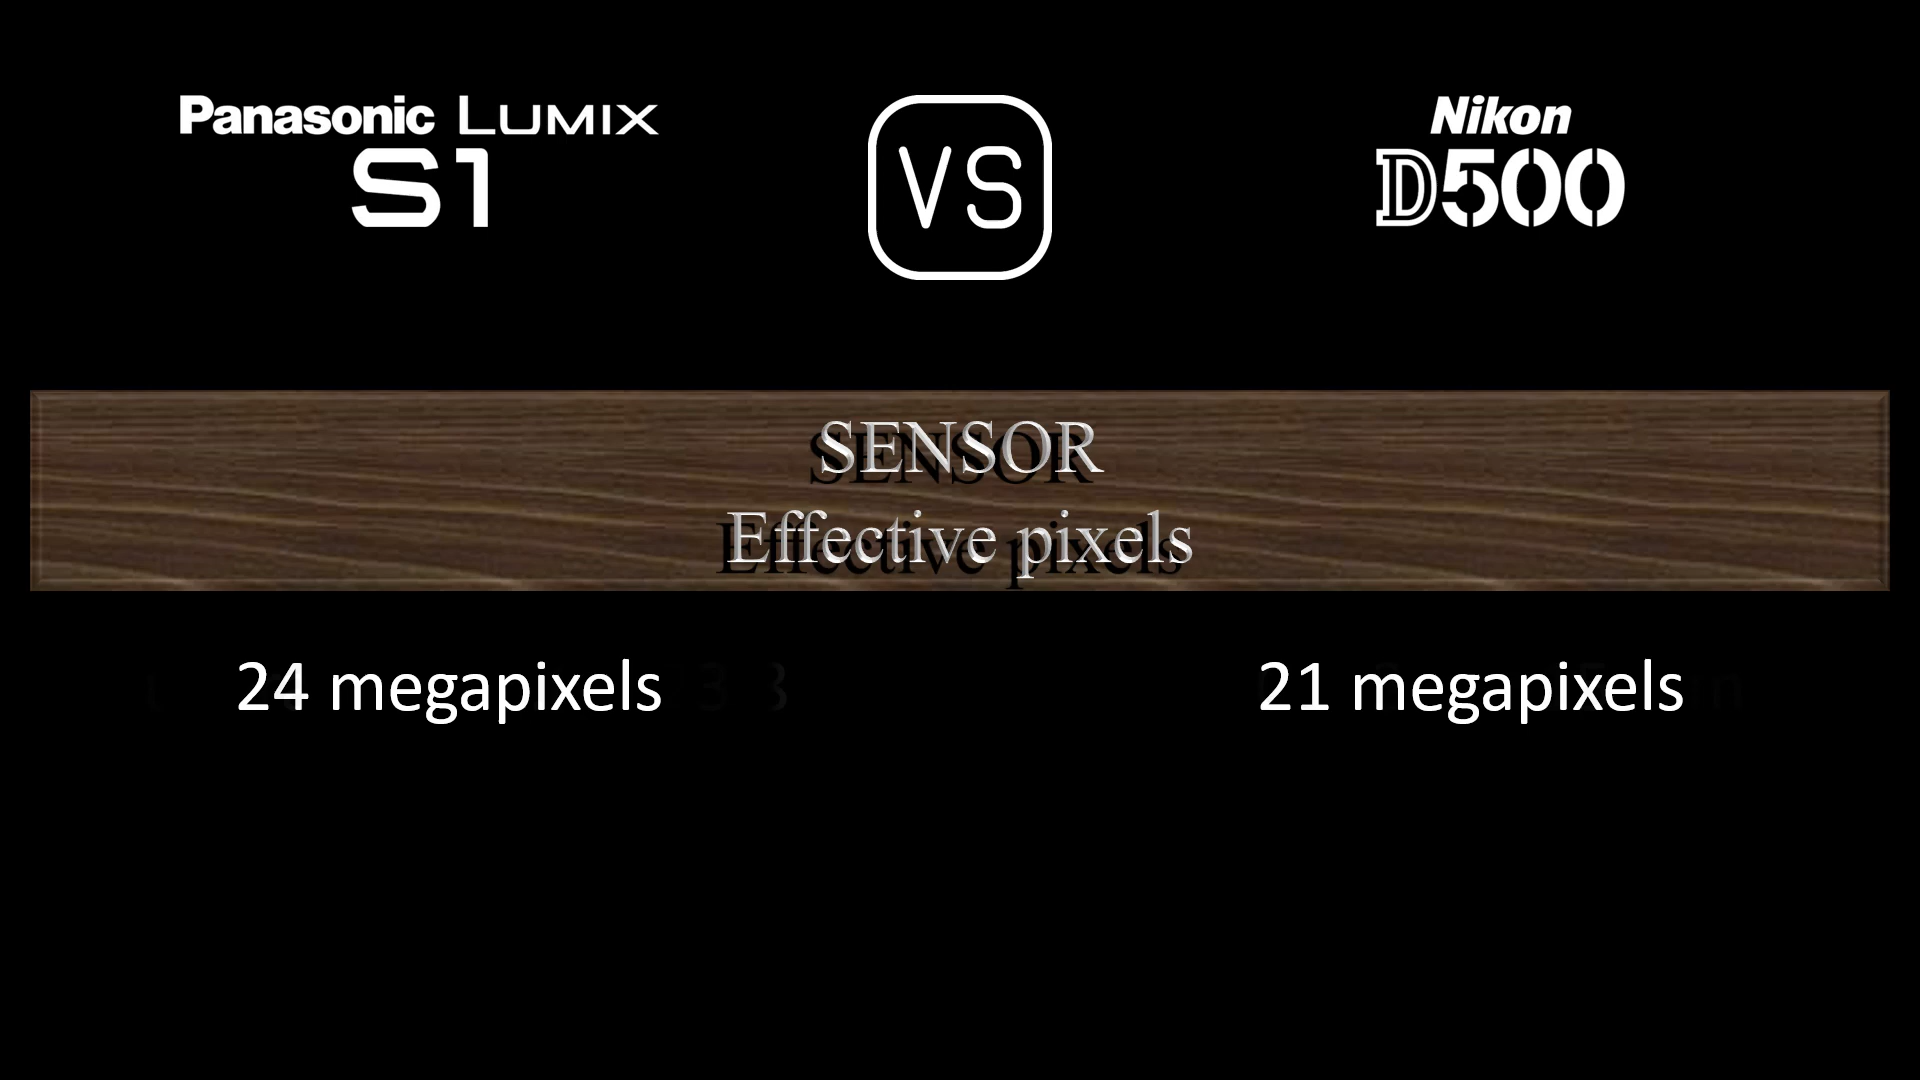 Panasonic LUMIX
S1
VS
Nikon
D500
SENSOR
Effective pixels
24 megapixels
21 megapixels